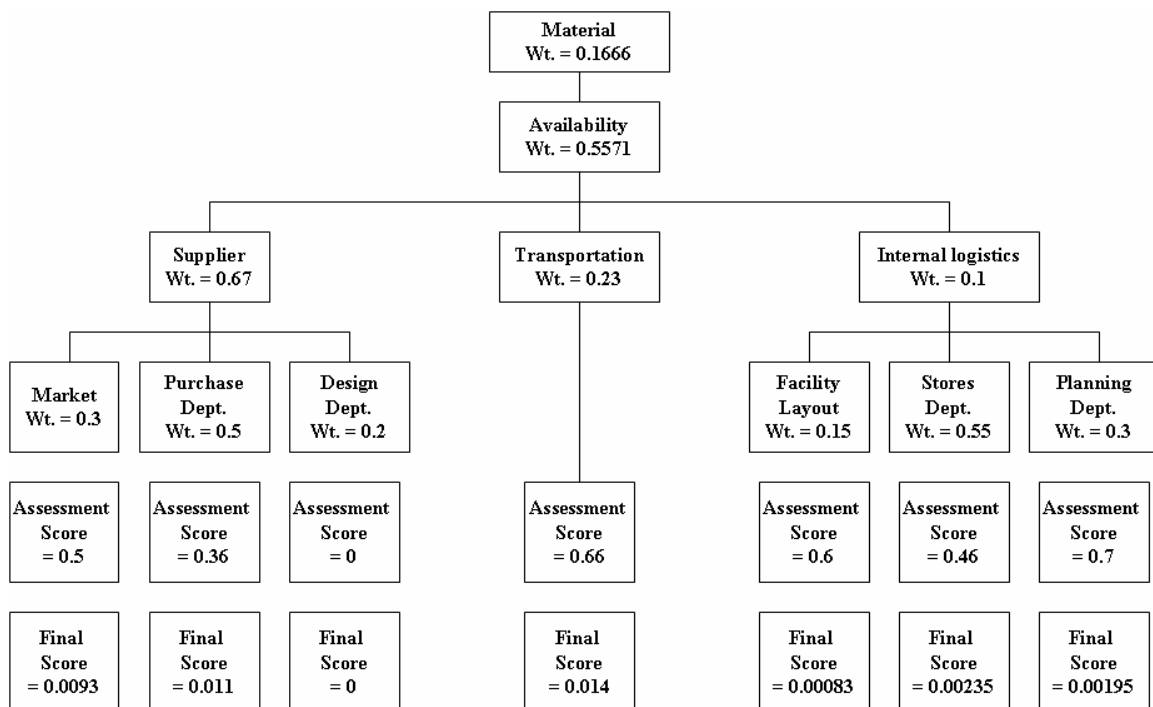 Material
Wt. = 0.1666
Availability
Wt. = 0.5571
Supplier
Wt. = 0.67
Transportation
Wt. = 0.23
Internal logistics
Wt. = 0.1
Market
Wt. = 0.3
Purchase
Dept.
Wt. = 0.5
Design
Dept.
Wt. = 0.2
Facility
Layout
Wt. = 0.15
Stores
Dept.
Wt. = 0.55
Planning
Dept.
Wt. = 0.3
Assessment
Score
= 0.5
Assessment
Score
= 0.36
Assessment
Score
= 0
Assessment
Score
= 0.66
Assessment
Score
= 0.6
Assessment
Score
= 0.46
Assessment
Score
= 0.7
Final
Score
= 0.0093
Final
Score
= 0.011
Final
Score
= 0
Final
Score
= 0.014
Final
Score
= 0.00083
Final
Score
= 0.00235
Final
Score
= 0.00195